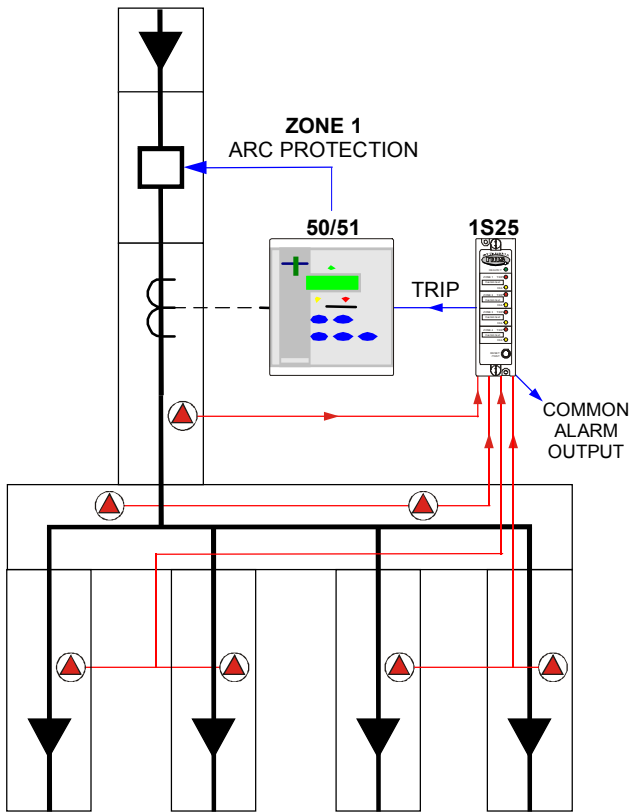 ZONE 1
ARC PROTECTION
50/51
1S25
TRIP
COMMON
ALARM
OUTPUT